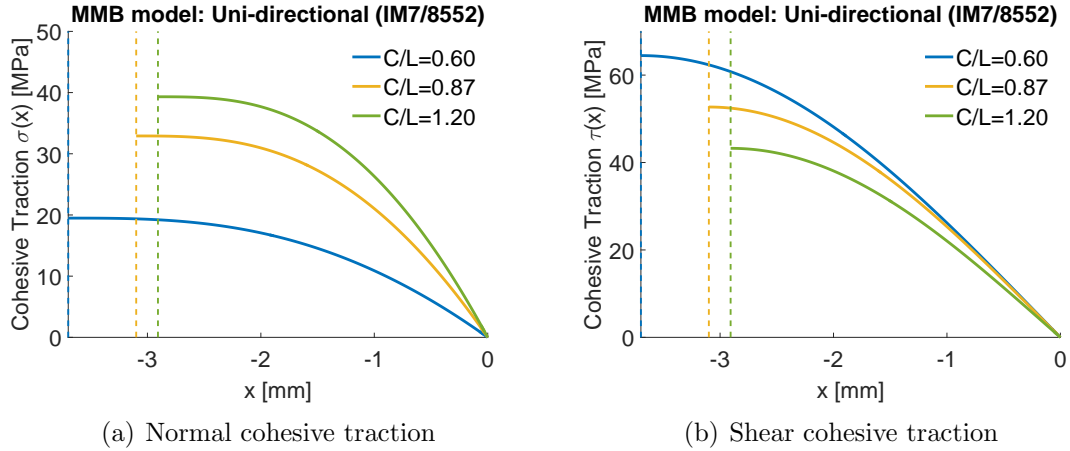 MMB model: Uni-directional (IM7/8552)
Cohesive Traction σ(x) [MPa]
50
40
30
20
10
0
C/L=0.60
C/L=0.87
C/L=1.20
-3
-2
-1
0
x [mm]
(a) Normal cohesive traction
MMB model: Uni-directional (IM7/8552)
Cohesive Traction τ(x) [MPa]
60
40
20
0
C/L=0.60
C/L=0.87
C/L=1.20
-3
-2
-1
0
x [mm]
(b) Shear cohesive traction